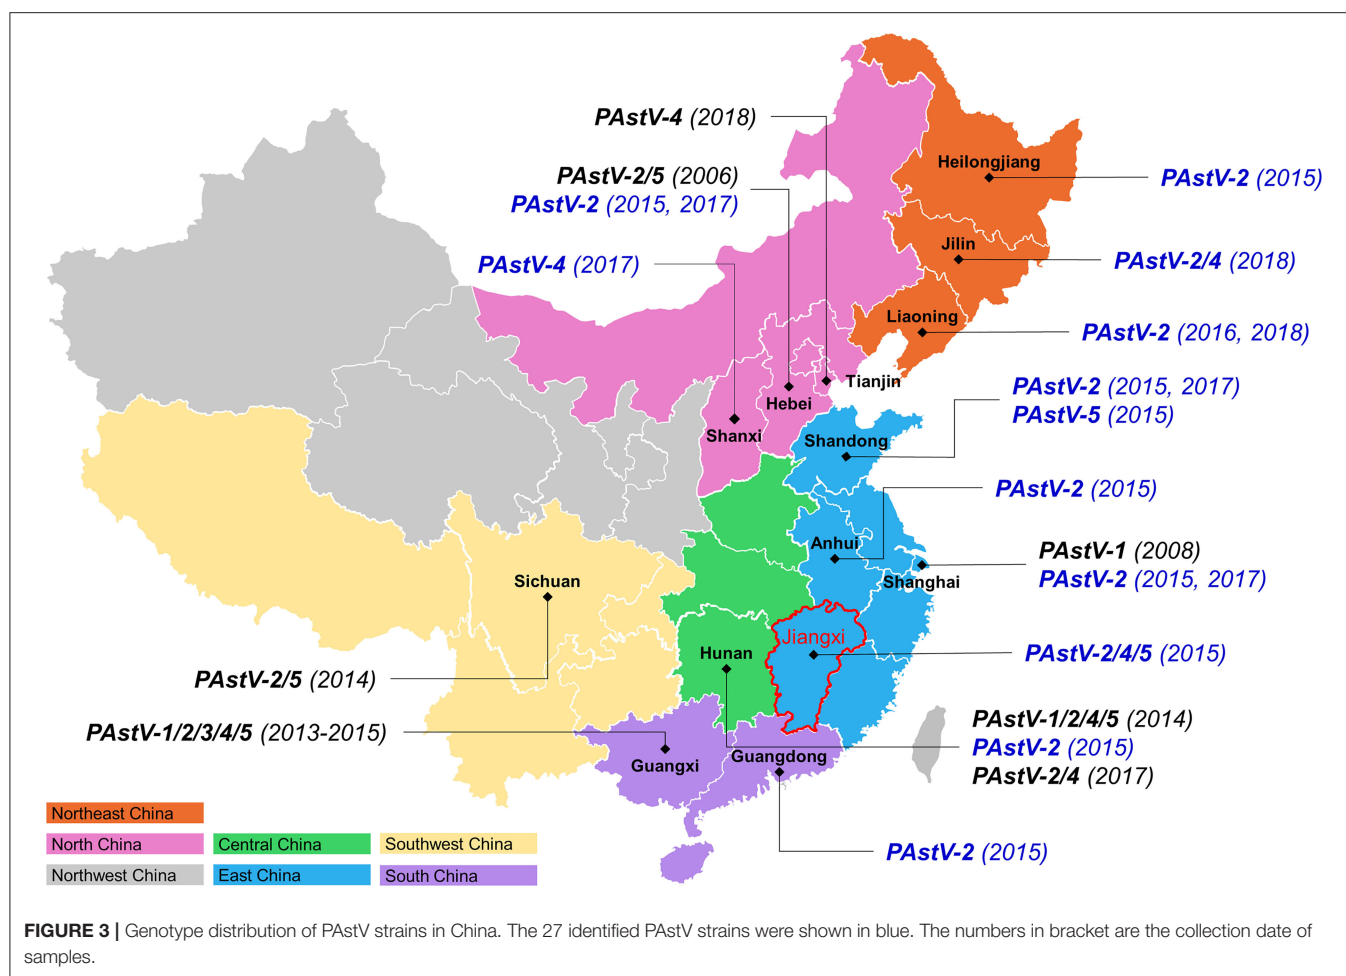 PAstV-4 (2018)
PAstV-2/5 (2006)
PAstV-2 (2015, 2017)
PAstV-4 (2017)
Heilongjiang
PAstV-2 (2015)
Jilin
PAstV-2/4 (2018)
Liaoning
PAstV-2 (2016, 2018)
Tianjin
Hebei
Shanxi
PAstV-2 (2015, 2017)
PAstV-5 (2015)
Shandong
PAstV-2 (2015)
Anhui
PAstV-1 (2008)
PAstV-2 (2015, 2017)
Shanghai
Sichuan
Jiangxi
PAstV-2/4/5 (2015)
Hunan
PAstV-2/5 (2014)
PAstV-1/2/3/4/5 (2013-2015)
PAstV-1/2/4/5 (2014)
PAstV-2 (2015)
PAstV-2/4 (2017)
Guangxi
Guangdong
PAstV-2 (2015)
Northeast China
North China
Central China
Southwest China
Northwest China
East China
South China
FIGURE 3 | Genotype distribution of PAstV strains in China. The 27 identified PAstV strains were shown in blue. The numbers in bracket are the collection date of
samples.